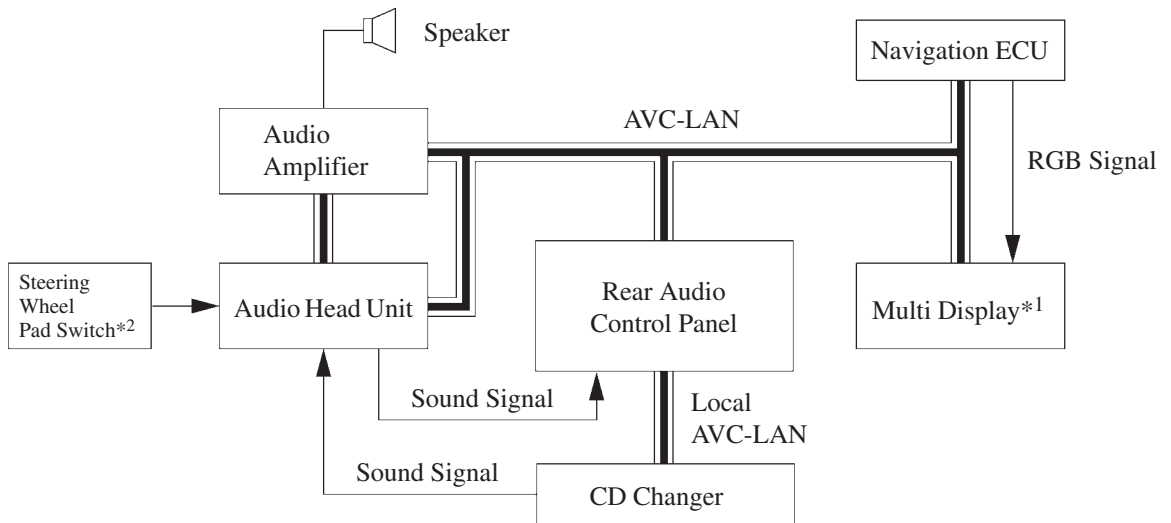 Speaker
Navigation ECU
Audio
Amplifier
AVC-LAN
RGB Signal
Steering
Wheel
Pad Switch*2
Audio Head Unit
Rear Audio
Control Panel
Multi Display*1
Sound Signal
Local
AVC-LAN
Sound Signal
CD Changer